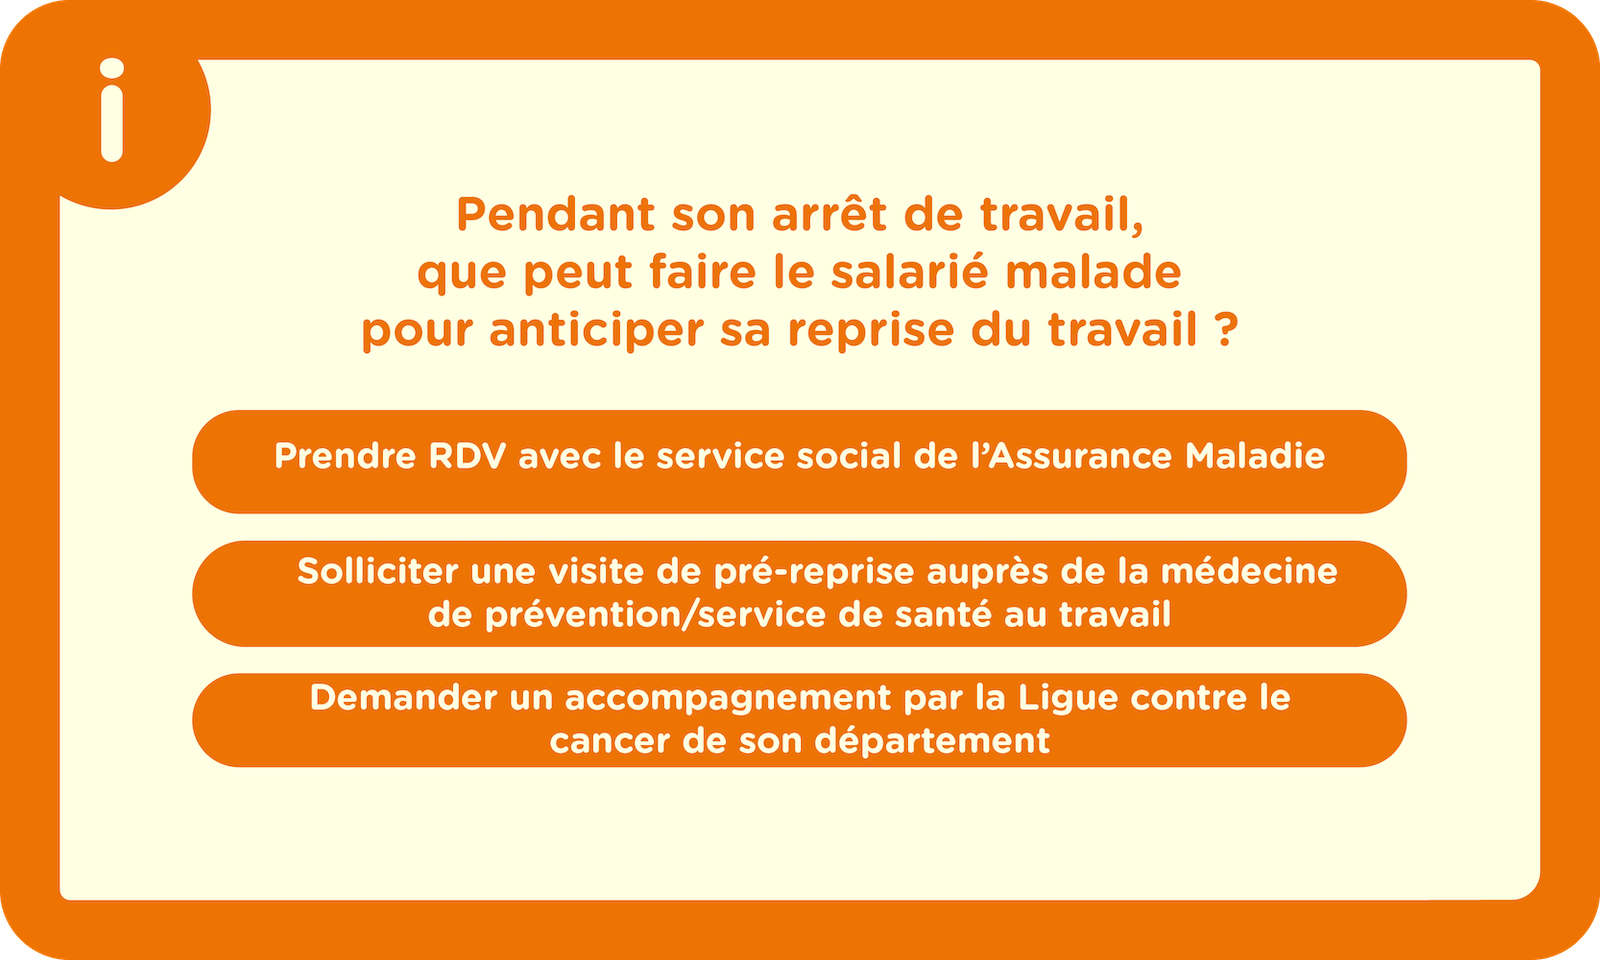 i
Pendant son arrêt de travail,
que peut faire le salarié malade
pour anticiper sa reprise du travail ?
Prendre RDV avec le service social de l’Assurance Maladie
Solliciter une visite de pré-reprise auprès de la médecine
de prévention/service de santé au travail
Demander un accompagnement par la Ligue contre le
cancer de son département